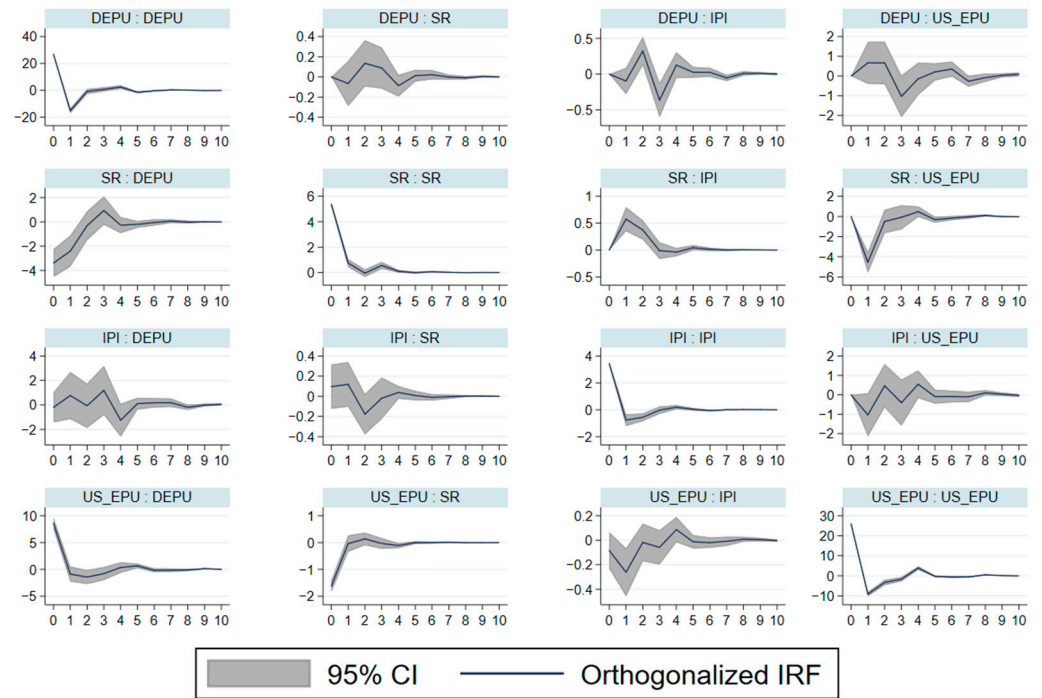 DEPU : DEPU DEPU : SR DEPU : IPI DEPU : US_EPU
40 0.4 0.5 2
20 0.2 0.0 1
0 0.0 −0.5 0
−20 −0.2 −1
−0.4 −2
0 1 2 3 4 5 6 7 8 9 10 0 1 2 3 4 5 6 7 8 9 10 0 1 2 3 4 5 6 7 8 9 10 0 1 2 3 4 5 6 7 8 9 10
SR : DEPU SR : SR SR : IPI SR : US_EPU
2 6 1.0 2
0 4 0.5 0
−2 2 0.0 −2
−4 0 −0.5 −4
−6
0 1 2 3 4 5 6 7 8 9 10 0 1 2 3 4 5 6 7 8 9 10 0 1 2 3 4 5 6 7 8 9 10 0 1 2 3 4 5 6 7 8 9 10
IPI : DEPU IPI : SR IPI : IPI IPI : US_EPU
4 0.4 4 2
2 0.2 2 1
0 0.0 0 0
−2 −0.2 −2 −1
−0.4 −2
0 1 2 3 4 5 6 7 8 9 10 0 1 2 3 4 5 6 7 8 9 10 0 1 2 3 4 5 6 7 8 9 10 0 1 2 3 4 5 6 7 8 9 10
US_EPU : DEPU US_EPU : SR US_EPU : IPI US_EPU : US_EPU
10 1 0.2 30
5 0 0.0 20
0 −1 −0.2 10
−5 −2 −0.4 0
−10
0 1 2 3 4 5 6 7 8 9 10 0 1 2 3 4 5 6 7 8 9 10 0 1 2 3 4 5 6 7 8 9 10 0 1 2 3 4 5 6 7 8 9 10
95% CI Orthogonalized IRF